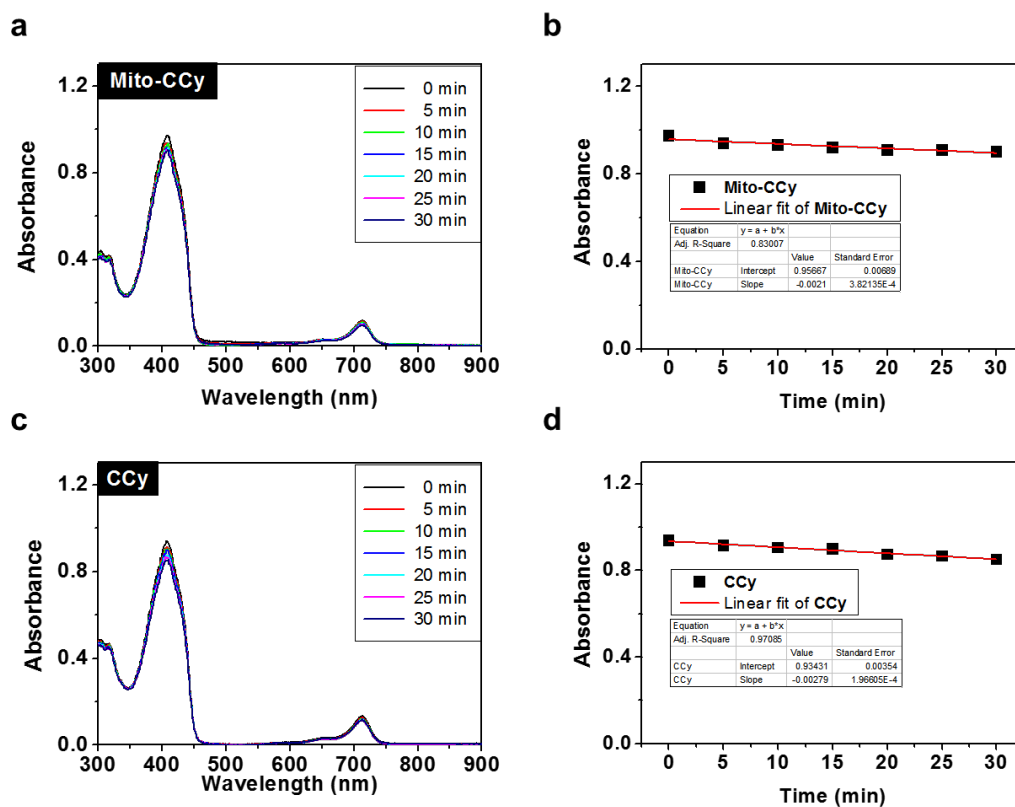 a
Mito-CCy
Absorbance
1.2
0.8
0.4
0.0
0 min
5 min
10 min
15 min
20 min
25 min
30 min
300 400 500 600 700 800 900
Wavelength (nm)
b
Absorbance
1.2
0.8
0.4
0.0
Mito-CCy
Linear fit of Mito-CCy
Equation y = a + b*x
Adj. R-Square 0.83007
Value Standard Error
Mito-CCy Intercept 0.95667 0.00689
Mito-CCy Slope -0.0021 3.82135E-4
0 5 10 15 20 25 30
Time (min)
c
CCy
Absorbance
1.2
0.8
0.4
0.0
0 min
5 min
10 min
15 min
20 min
25 min
30 min
300 400 500 600 700 800 900
Wavelength (nm)
d
Absorbance
1.2
0.8
0.4
0.0
CCy
Linear fit of CCy
Equation y = a + b*x
Adj. R-Square 0.97085
Value Standard Error
CCy Intercept 0.93431 0.00354
CCy Slope -0.00279 1.96605E-4
0 5 10 15 20 25 30
Time (min)